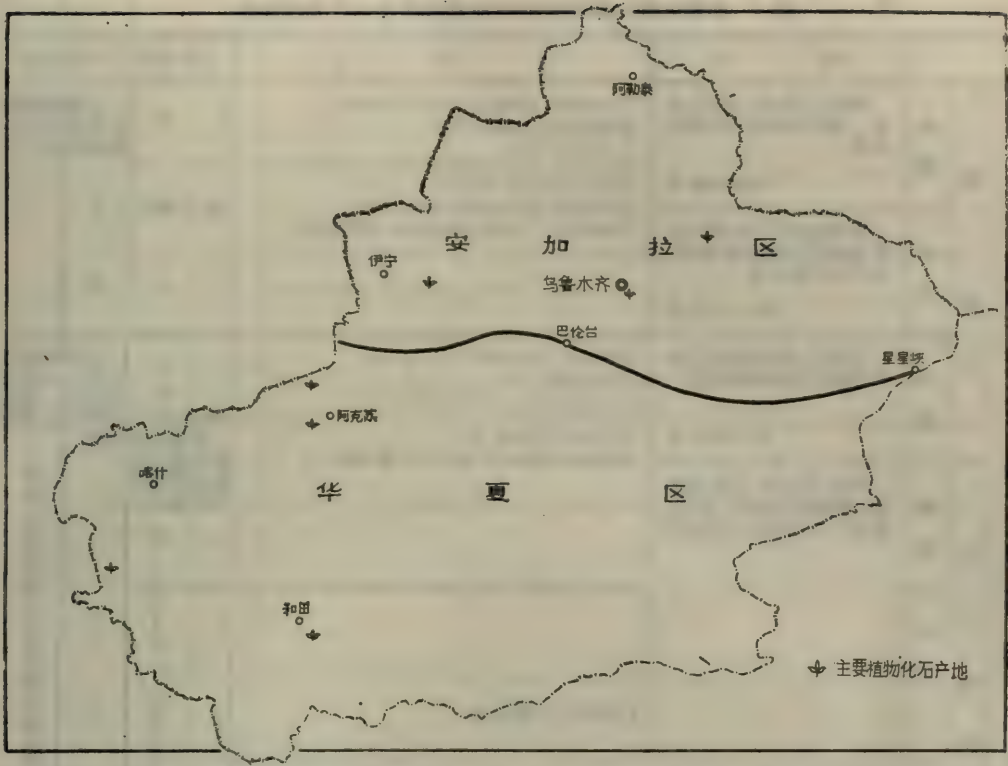 阿勒泰
安加拉区
伊宁
乌鲁木齐
巴伦台
星星峡
阿克苏
喀什
华夏区
和田
主要植物化石产地